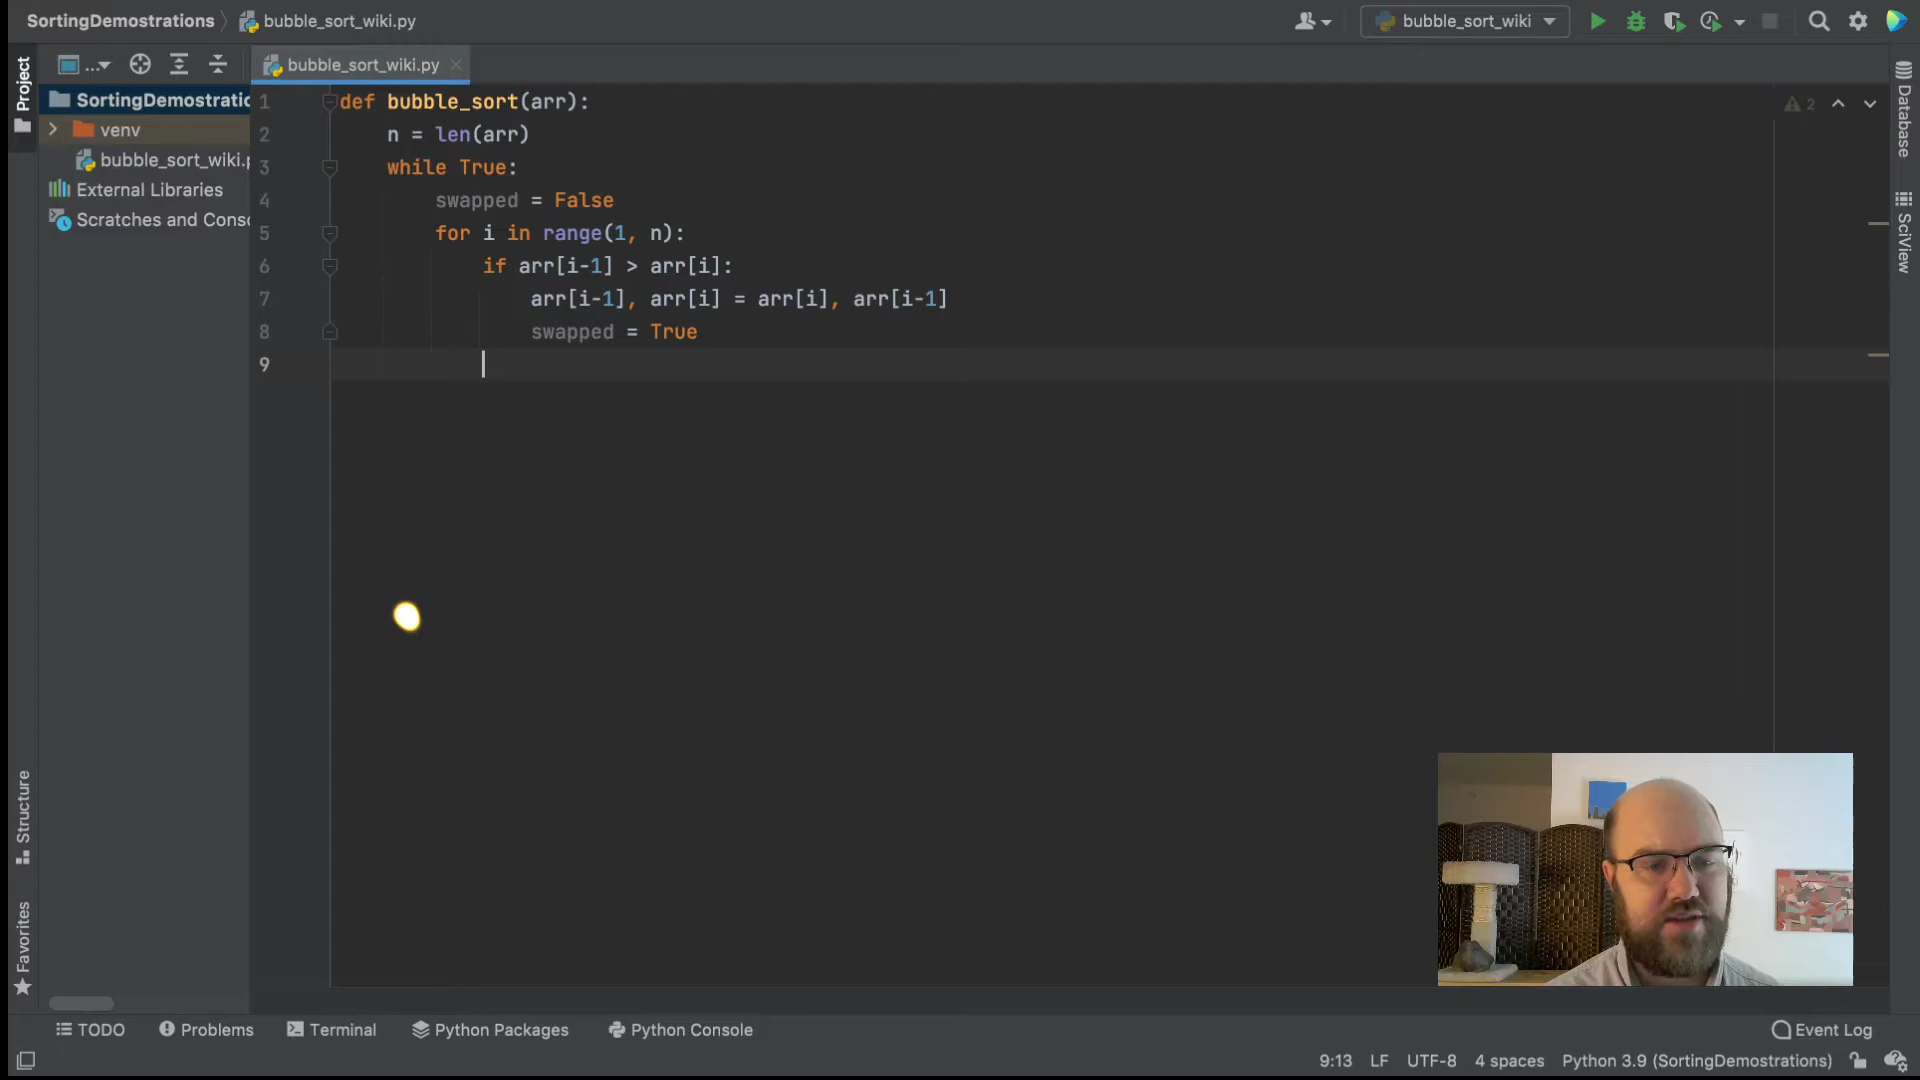 SortingDemostrations
bubble_sort_wiki.py
bubble_sort_wiki
Project
...
bubble_sort_wiki.py
SortingDemostratio
venv
bubble_sort_wiki.p
External Libraries
Scratches and Conso
1 def bubble_sort(arr):
2 n = len(arr)
3 while True:
4 swapped = False
5 for i in range(1, n):
6 if arr[i-1] > arr[i]:
7 arr[i-1], arr[i] = arr[i], arr[i-1]
8 swapped = True
9
2
Database
SciView
Structure
Favorites
TODO
Problems
Terminal
Python Packages
Python Console
Event Log
9:13 LF UTF-8 4 spaces Python 3.9 (SortingDemostrations)